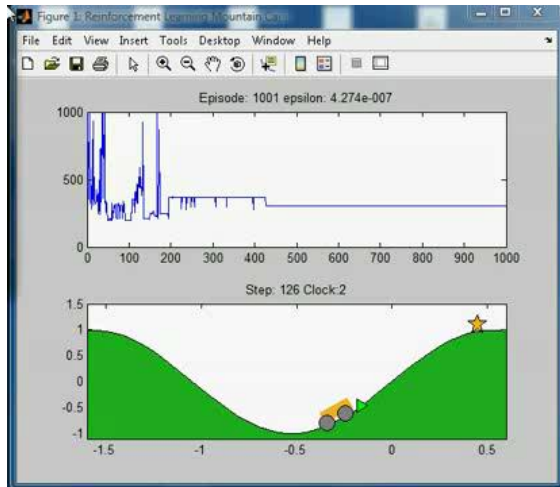 Figure 1: Reinforcement Learning Mountain Car
File Edit View Insert Tools Desktop Window Help
Episode: 1001 epsilon: 4.274e-007
1000
500
0
0 100 200 300 400 500 600 700 800 900 1000
Step: 126 Clock:2
1.5
1
0.5
0
-0.5
-1
-1.5 -1 -0.5 0 0.5